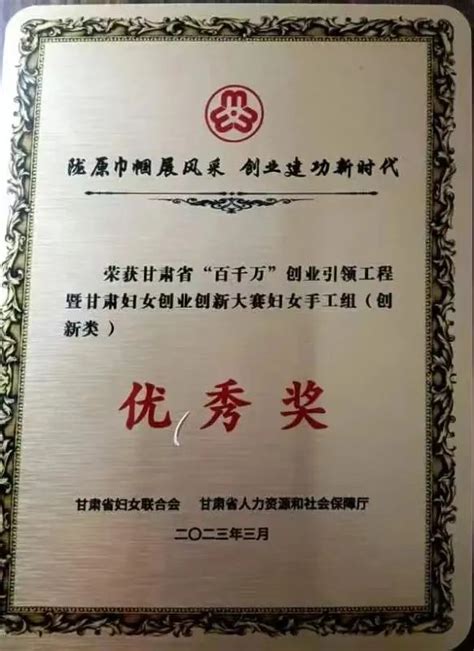 陇原巾帼展风采 创业建功新时代
荣获甘肃省“百千万”创业引领工程
暨甘肃妇女创业创新大赛妇女手工组（创
新类）
优秀奖
甘肃省妇女联合会 甘肃省人力资源和社会保障厅
二〇二三年三月